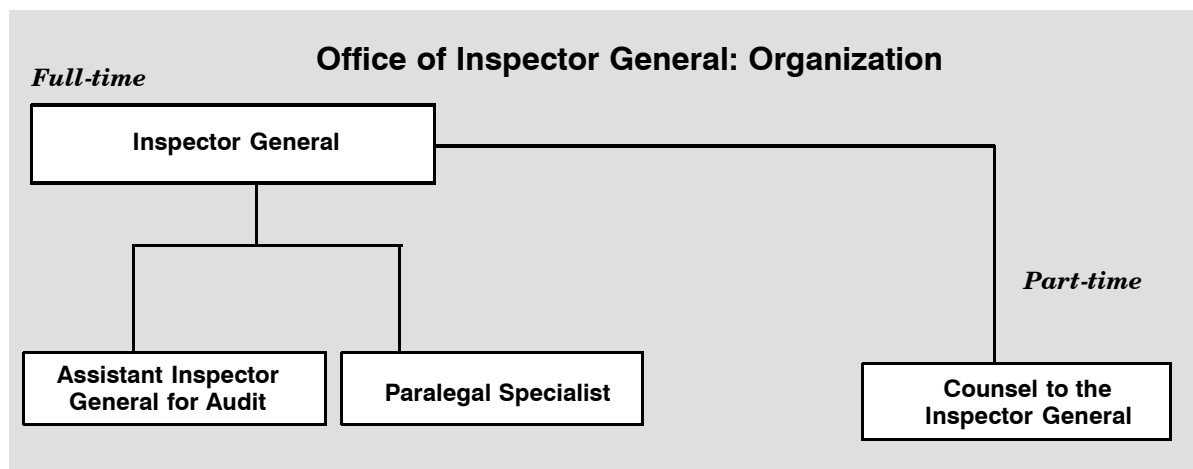 Office of Inspector General: Organization
Full-time
Inspector General
Part-time
Assistant Inspector
General for Audit
Paralegal Specialist
Counsel to the
Inspector General